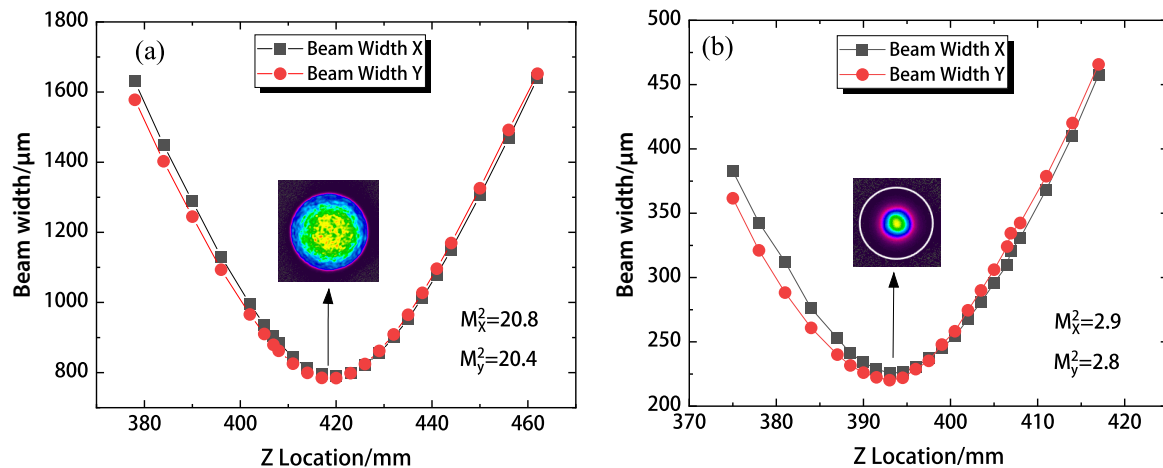 (a)
Beam Width X
Beam Width Y
Beam width/μm
1800
1600
1400
1200
1000
800
M²X=20.8
M²y=20.4
380 400 420 440 460
Z Location/mm
(b)
Beam Width X
Beam Width Y
Beam width/μm
500
450
400
350
300
250
200
M²X=2.9
M²y=2.8
370 380 390 400 410 420
Z Location/mm